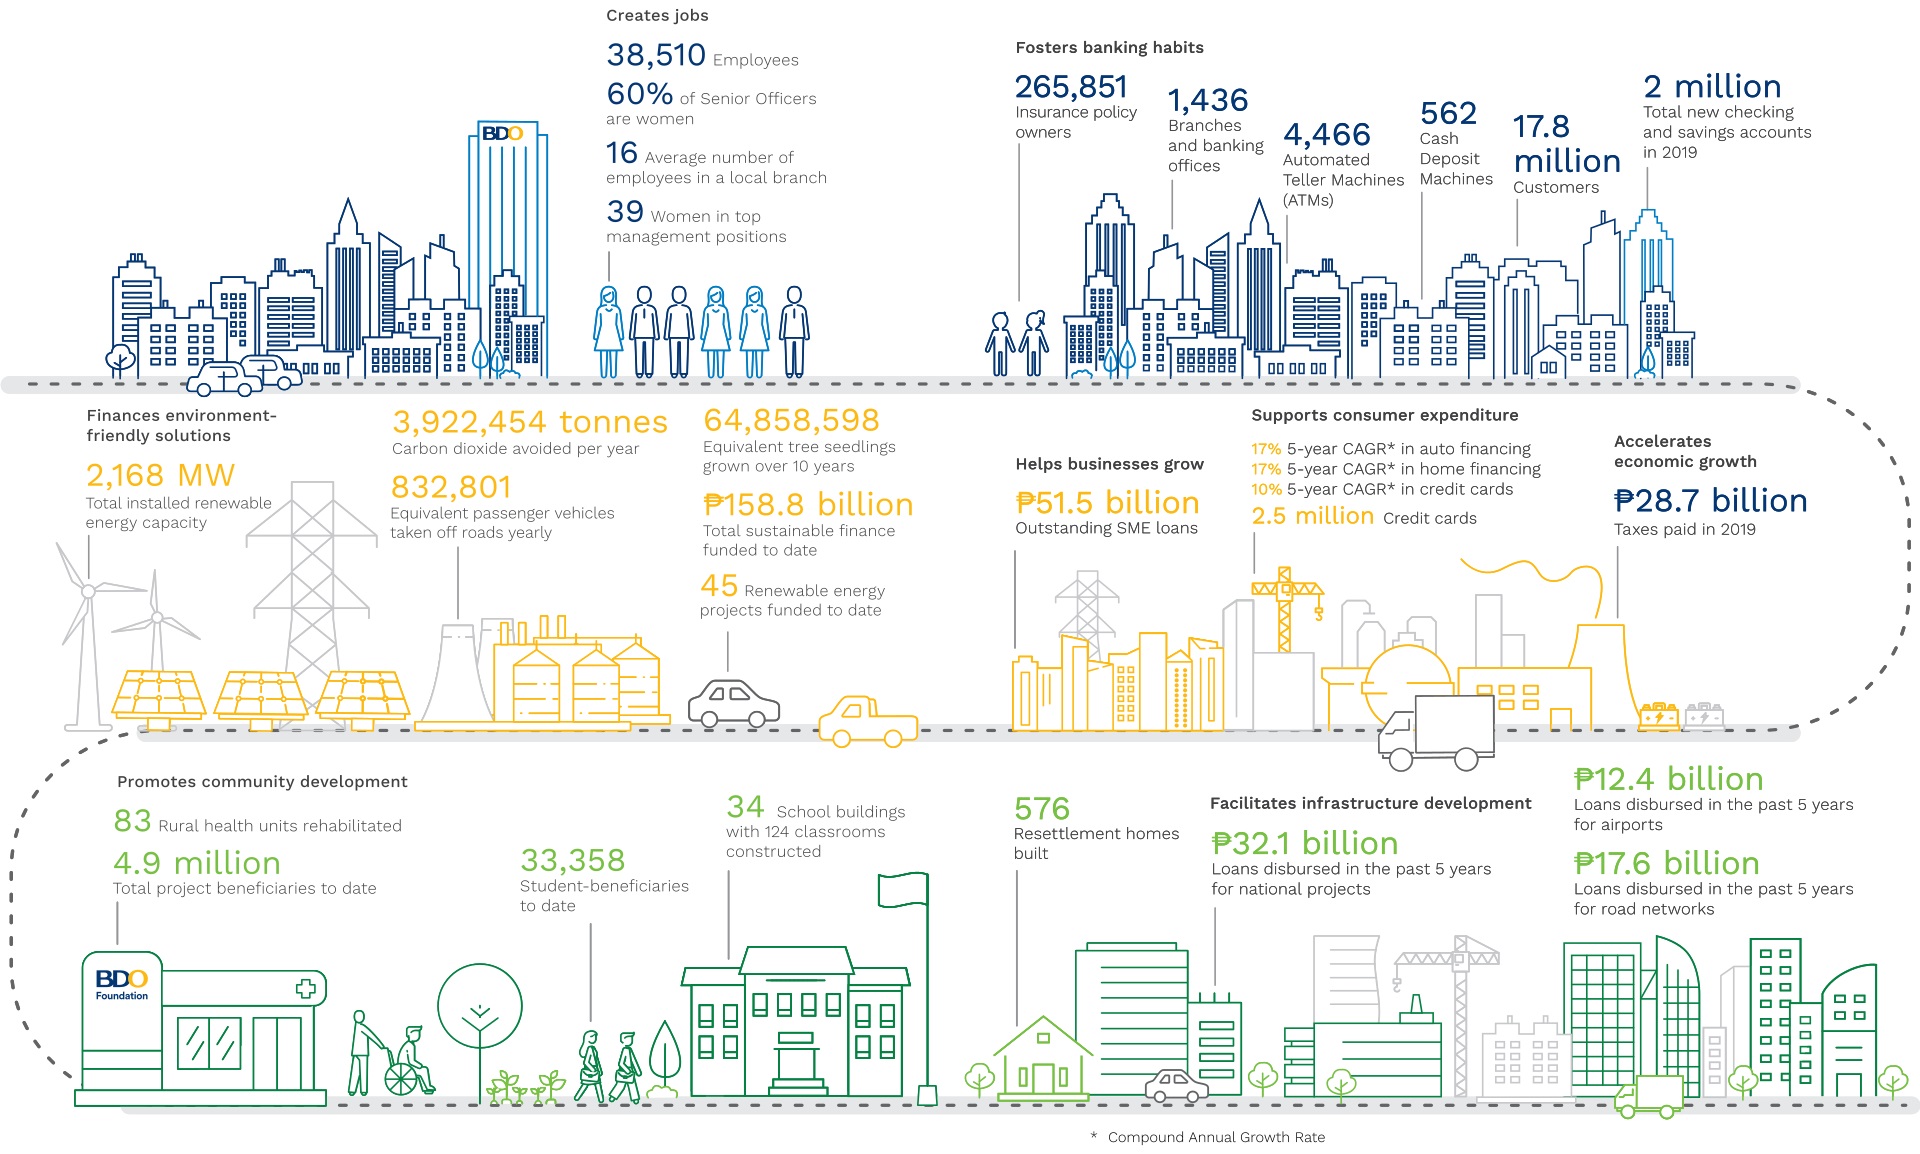 Creates jobs
38,510 Employees
60% of Senior Officers
are women
16 Average number of
employees in a local branch
39 Women in top
management positions
BDO
Fosters banking habits
265,851
Insurance policy
owners
1,436
Branches
and banking
offices
4,466
Automated
Teller Machines
(ATMs)
562
Cash
Deposit
Machines
17.8
million
Customers
2 million
Total new checking
and savings accounts
in 2019
Finances environment-
friendly solutions
2,168 MW
Total installed renewable
energy capacity
3,922,454 tonnes
Carbon dioxide avoided per year
832,801
Equivalent passenger vehicles
taken off roads yearly
64,858,598
Equivalent tree seedlings
grown over 10 years
₱158.8 billion
Total sustainable finance
funded to date
45 Renewable energy
projects funded to date
Helps businesses grow
₱51.5 billion
Outstanding SME loans
Supports consumer expenditure
17% 5-year CAGR* in auto financing
17% 5-year CAGR* in home financing
10% 5-year CAGR* in credit cards
2.5 million Credit cards
Accelerates
economic growth
₱28.7 billion
Taxes paid in 2019
Promotes community development
83 Rural health units rehabilitated
4.9 million
Total project beneficiaries to date
BDO
Foundation
33,358
Student-beneficiaries
to date
34 School buildings
with 124 classrooms
constructed
576
Resettlement homes
built
Facilitates infrastructure development
₱32.1 billion
Loans disbursed in the past 5 years
for national projects
₱12.4 billion
Loans disbursed in the past 5 years
for airports
₱17.6 billion
Loans disbursed in the past 5 years
for road networks
* Compound Annual Growth Rate